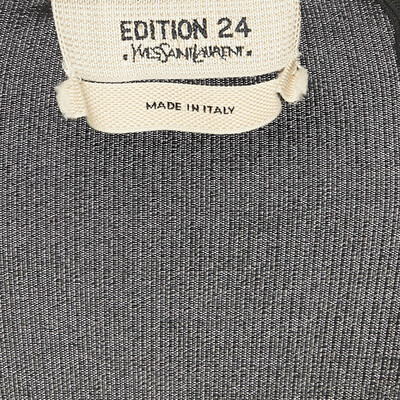 EDITION 24
· YVESSAINTLAURENT ·
MADE IN ITALY